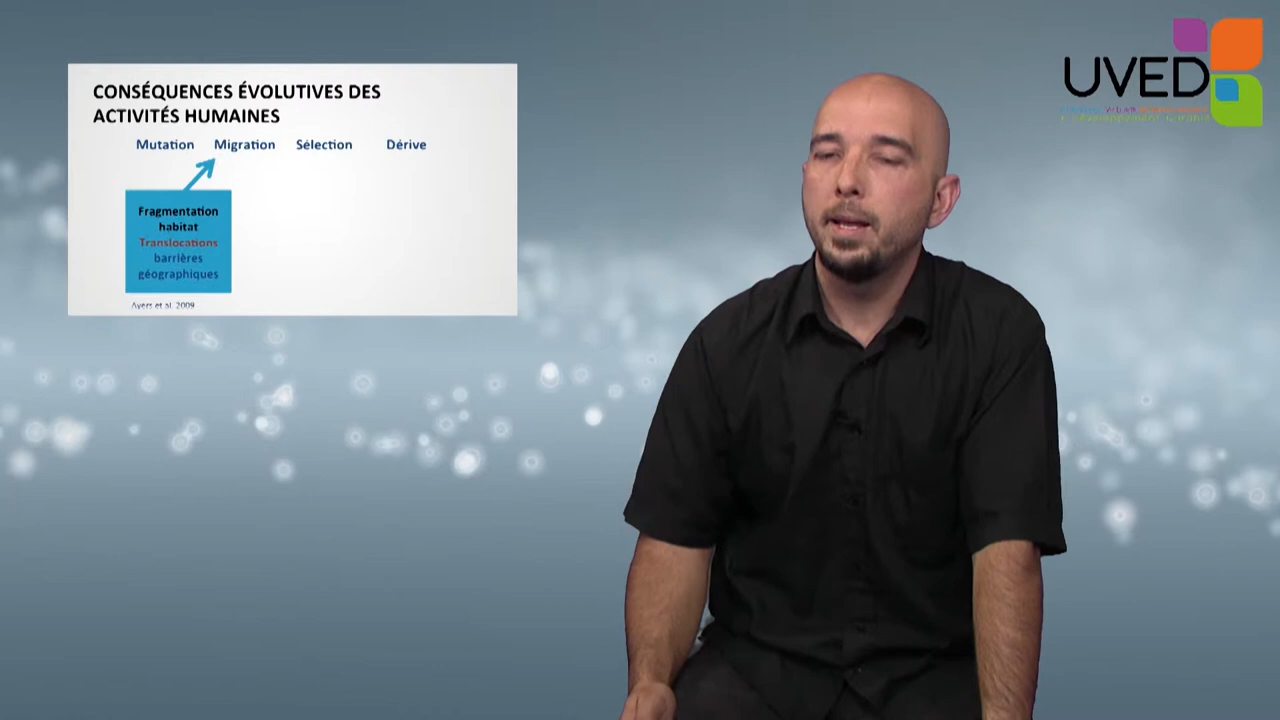 CONSÉQUENCES ÉVOLUTIVES DES
ACTIVITÉS HUMAINES
Mutation Migration Sélection Dérive
Fragmentation
habitat
Translocations
barrières
géographiques
Ayers et al. 2009
UVED